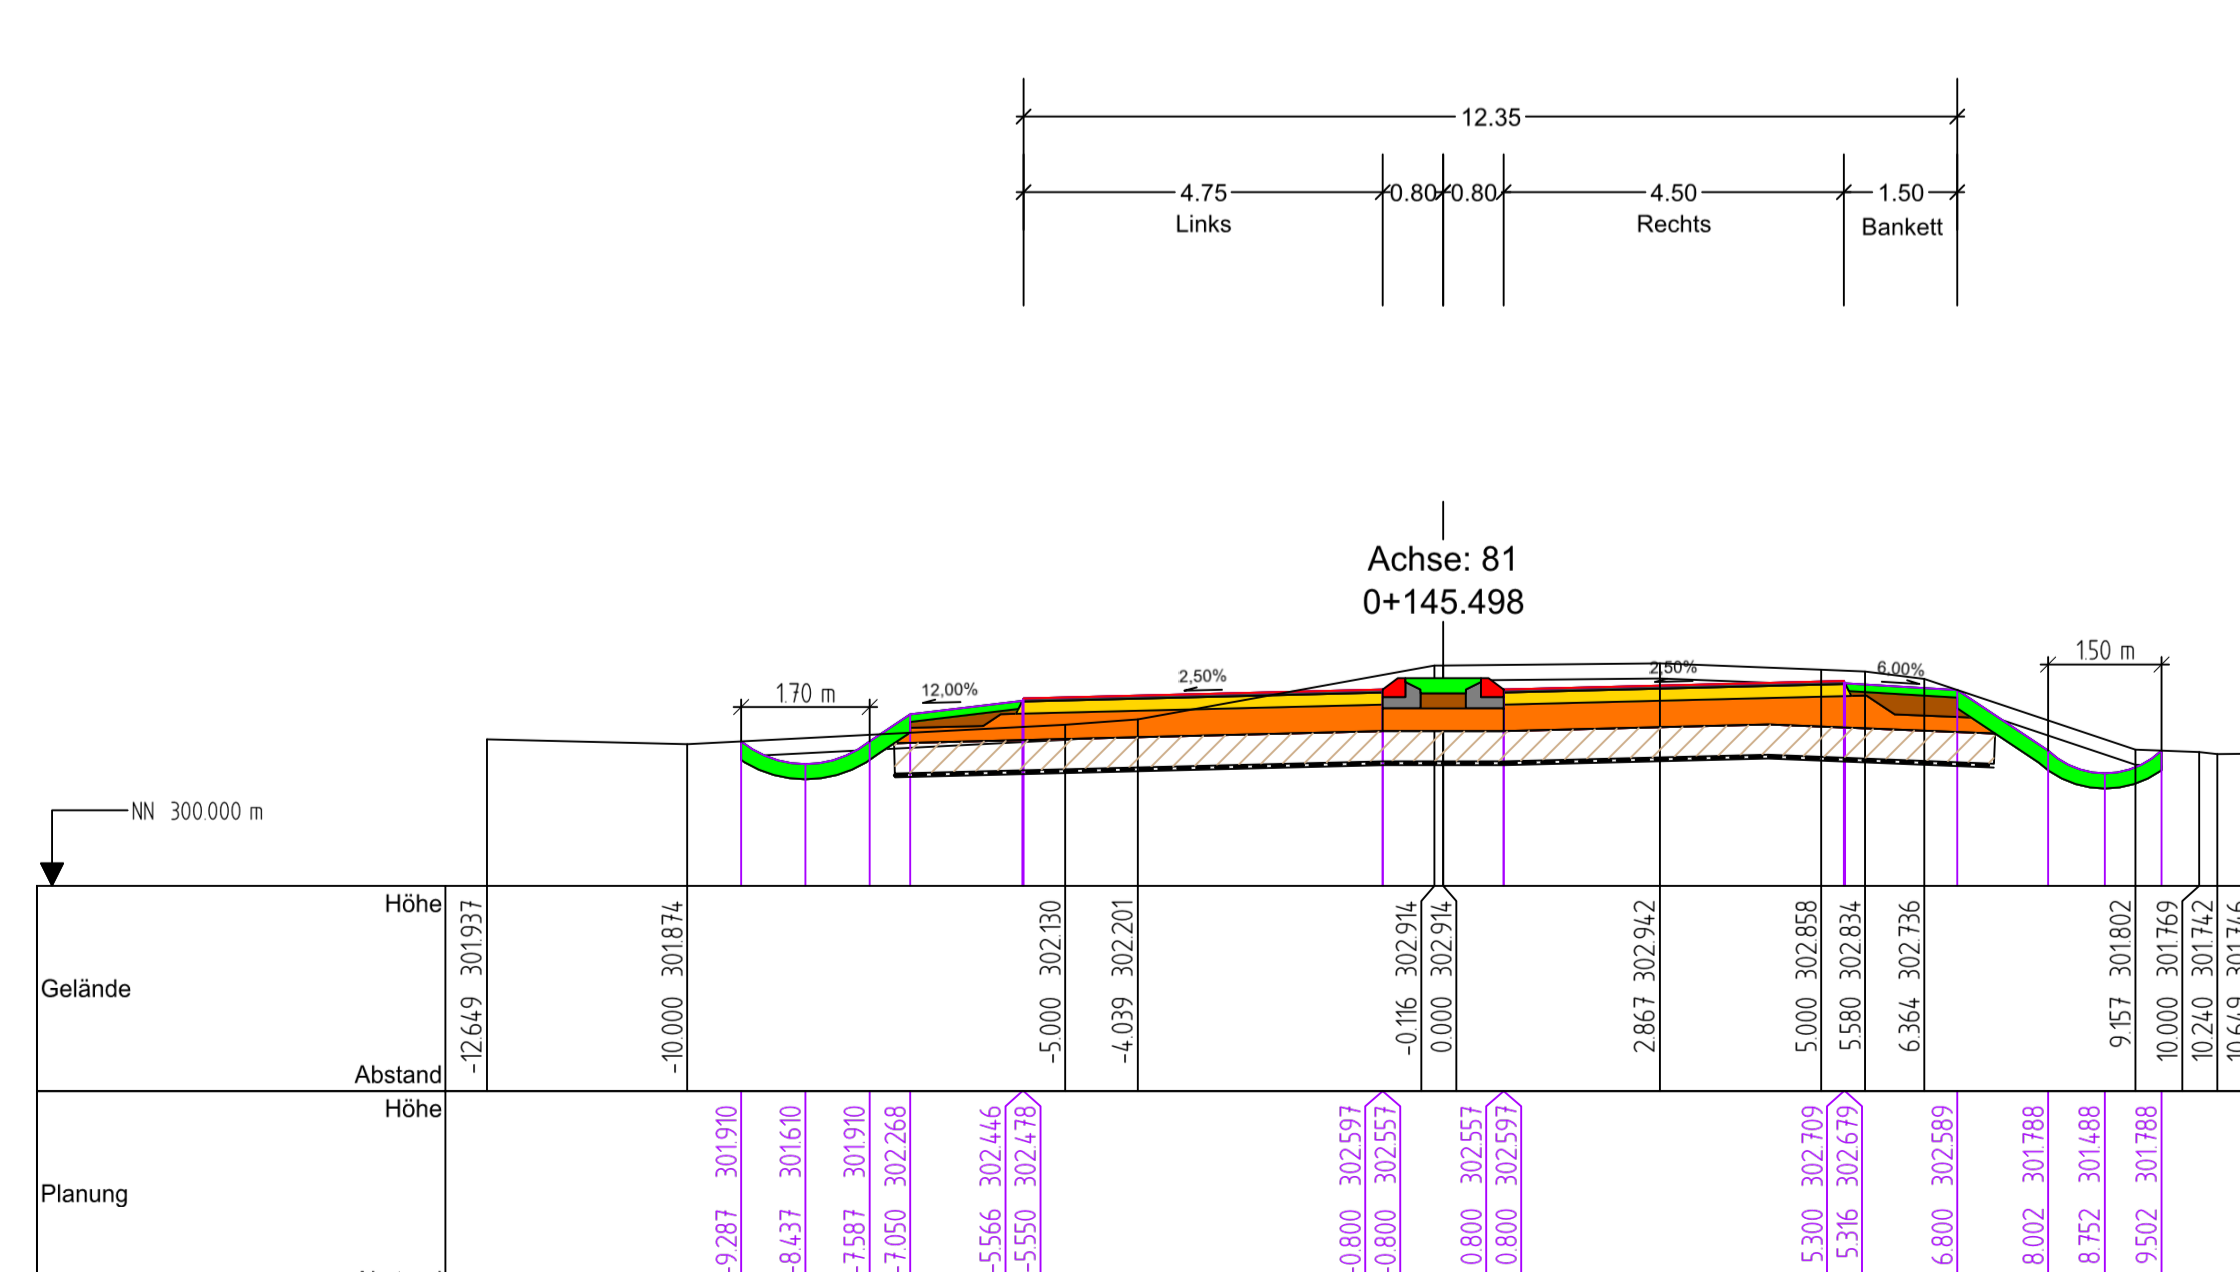 12.35
4.75 0.80 0.80 4.50 1.50
Links Rechts Bankett
Achse: 81
0+145.498
1.70 m 12,00% 2,50% 2,50% 6,00% 1.50 m
NN 300.000 m
Höhe
301.937 301.874 302.130 302.201 302.914 302.914 302.942 302.858 302.834 302.736 301.802 301.769 301.742 301.746
Gelände
Abstand
-12.649 -10.000 -5.000 -4.039 -0.116 0.000 2.867 5.000 5.580 6.364 9.157 10.000 10.240 10.649
Höhe
301.910 301.610 301.910 302.268 302.446 302.478 302.597 302.557 302.557 302.597 302.709 302.679 302.589 301.788 301.488 301.788
Planung
-9.287 -8.437 -7.587 -7.050 -5.566 -5.550 -0.800 -0.800 0.800 0.800 5.300 5.316 6.800 8.002 8.752 9.502